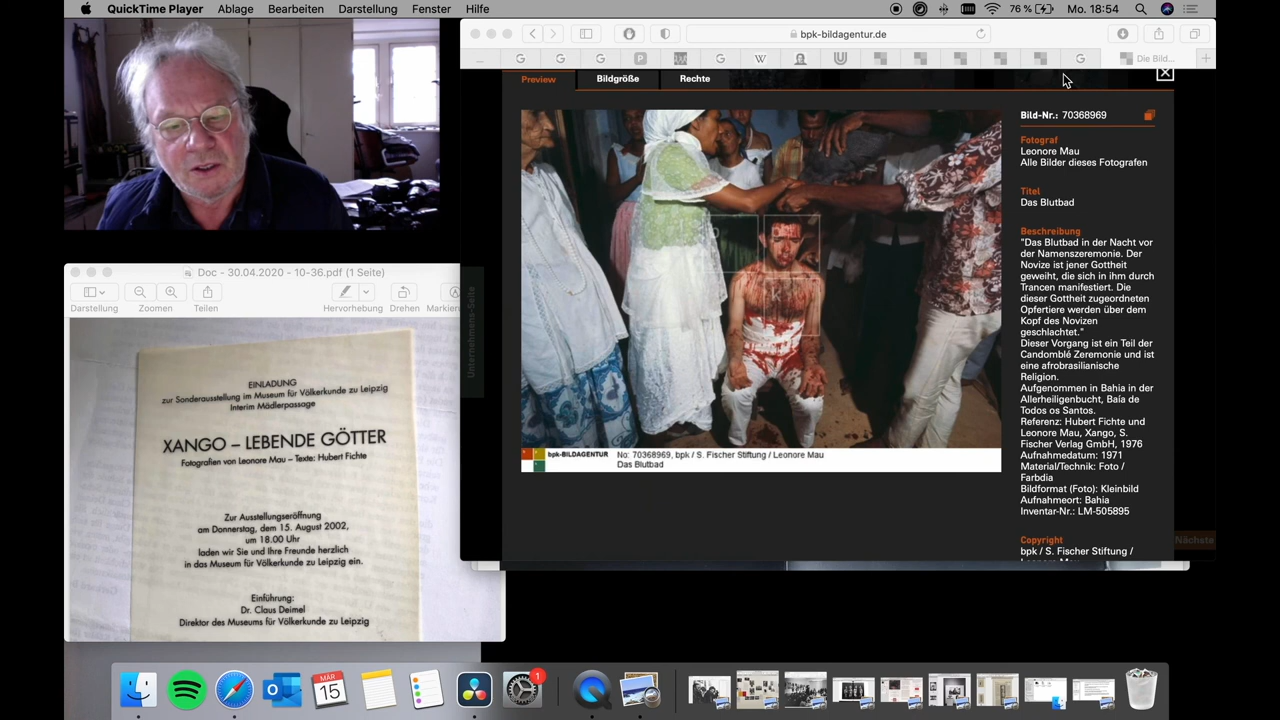 QuickTime Player Ablage Bearbeiten Darstellung Fenster Hilfe
76 % Mo. 18:54
bpk-bildagentur.de
Die Bild...
Preview Bildgröße Rechte
Bild-Nr.: 70368969
Fotograf
Leonore Mau
Alle Bilder dieses Fotografen
Titel
Das Blutbad
Beschreibung
"Das Blutbad in der Nacht vor
der Namenszeremonie. Der
Novize ist jener Gottheit
geweiht, die sich in ihm durch
Trancen manifestiert. Die
dieser Gottheit zugeordneten
Opfertiere werden über dem
Kopf des Novizen
geschlachtet."
Dieser Vorgang ist ein Teil der
Candomblé Zeremonie und ist
eine afrobrasilianische
Religion.
Aufgenommen in Bahia in der
Allerheiligenbucht, Baía de
Todos os Santos.
Referenz: Hubert Fichte und
Leonore Mau, Xango, S.
Fischer Verlag GmbH, 1976
Aufnahmedatum: 1971
Material/Technik: Foto /
Farbdia
Bildformat (Foto): Kleinbild
Aufnahmeort: Bahia
Inventar-Nr.: LM-505895
Copyright
bpk / S. Fischer Stiftung /
Nächste
Unternehmens-Seite
bpk-BILDAGENTUR
No: 70368969, bpk / S. Fischer Stiftung / Leonore Mau
Das Blutbad
Doc - 30.04.2020 - 10-36.pdf (1 Seite)
Darstellung Zoomen Teilen Hervorhebung Drehen Markieren
EINLADUNG
zur Sonderausstellung im Museum für Völkerkunde zu Leipzig
Interim Mädlerpassage
XANGO – LEBENDE GÖTTER
Fotografien von Leonore Mau – Texte: Hubert Fichte
Zur Ausstellungseröffnung
am Donnerstag, dem 15. August 2002,
um 18.00 Uhr
laden wir Sie und Ihre Freunde herzlich
in das Museum für Völkerkunde zu Leipzig ein.
Einführung:
Dr. Claus Deimel
Direktor des Museums für Völkerkunde zu Leipzig
MÄR
15
1